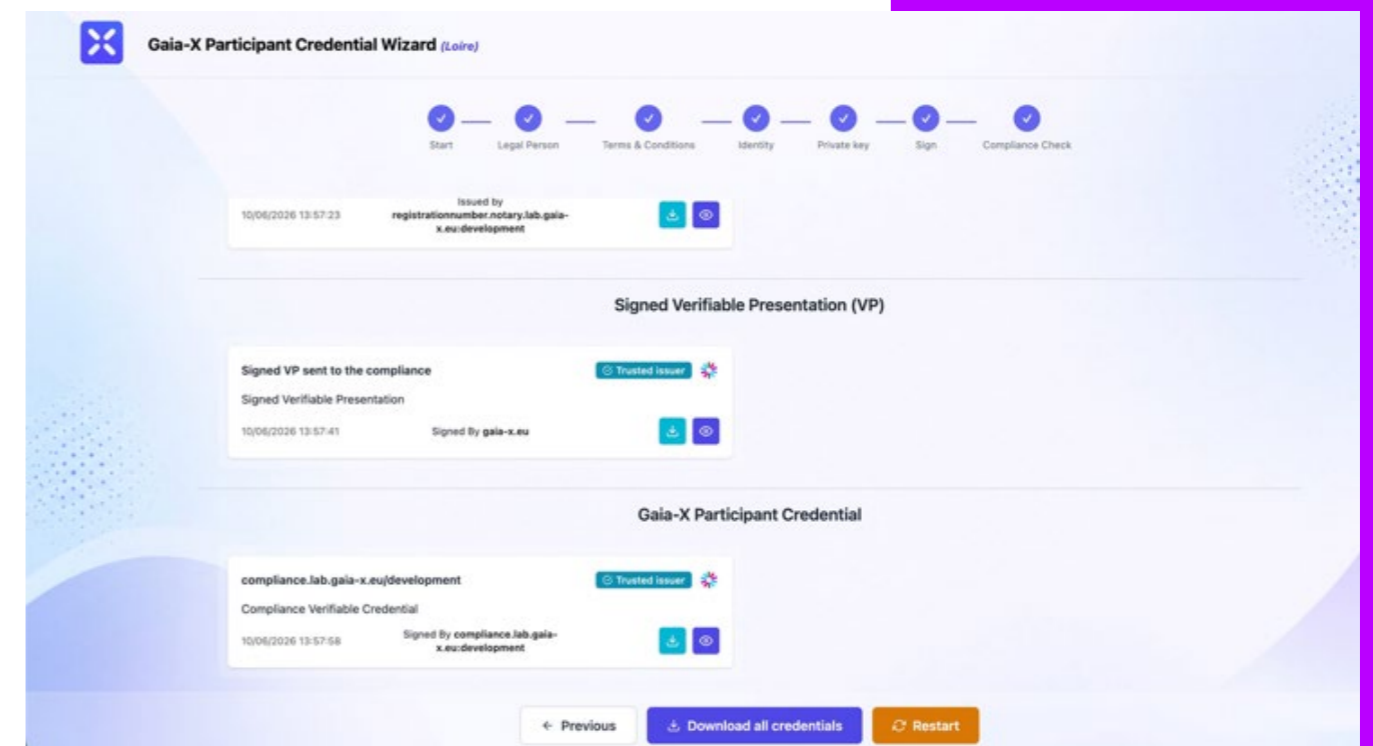 Gaia-X Participant Credential Wizard (Loire)
Start
Legal Person
Terms & Conditions
Identity
Private key
Sign
Compliance Check
Issued by
10/06/2026 13:57:23
registrationnumber.notary.lab.gaia-
x.eu:development
Signed Verifiable Presentation (VP)
Signed VP sent to the compliance
Trusted issuer
Signed Verifiable Presentation
10/06/2026 13:57:41
Signed By gaia-x.eu
Gaia-X Participant Credential
compliance.lab.gaia-x.eu/development
Trusted issuer
Compliance Verifiable Credential
10/06/2026 13:57:58
Signed By compliance.lab.gaia-
x.eu:development
← Previous
Download all credentials
Restart